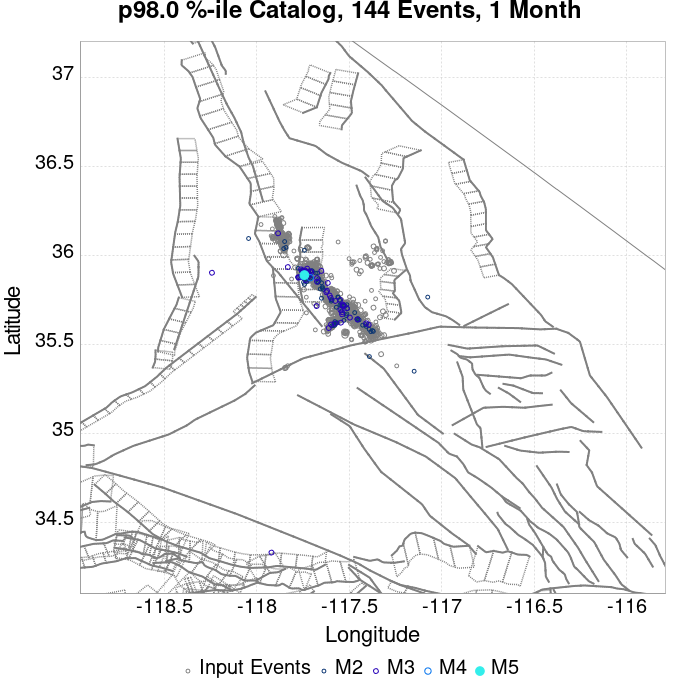 p98.0 %-ile Catalog, 144 Events, 1 Month
37
36.5
36
35.5
35
34.5
Latitude
-118.5
-118
-117.5
-117
-116.5
-116
Longitude
Input Events
M2
M3
M4
M5